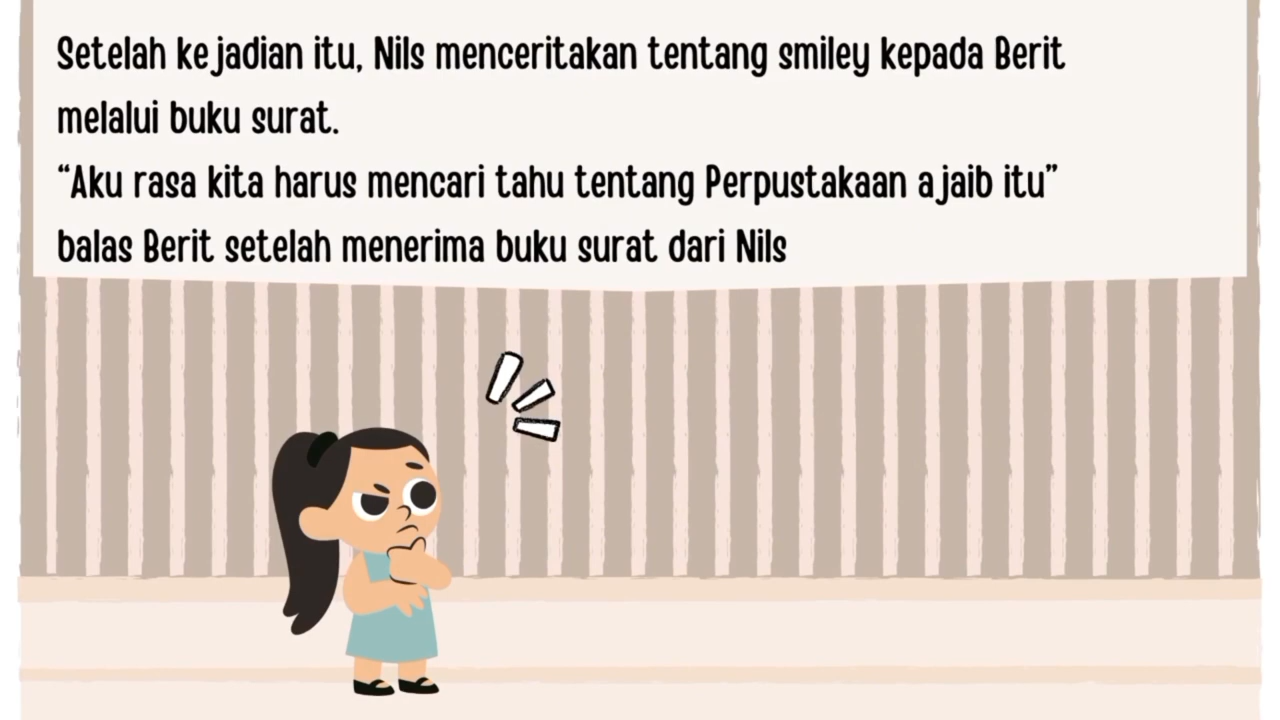 Setelah kejadian itu, Nils menceritakan tentang smiley kepada Berit
melalui buku surat.
“Aku rasa kita harus mencari tahu tentang Perpustakaan ajaib itu”
balas Berit setelah menerima buku surat dari Nils